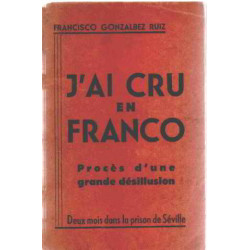 FRANCISCO GONZALBEZ RUIZ
J'AI CRU
EN
FRANCO
Procès d'une
grande désillusion
Deux mois dans la prison de Séville